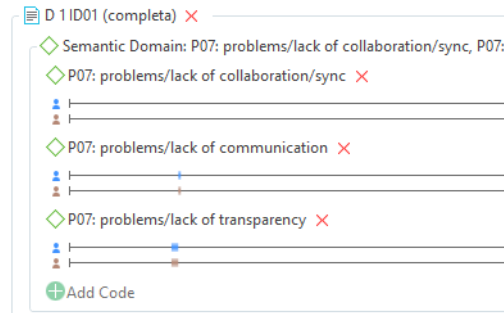 D 1 ID01 (completa)
Semantic Domain: P07: problems/lack of collaboration/sync, P07:
P07: problems/lack of collaboration/sync
P07: problems/lack of communication
P07: problems/lack of transparency
Add Code